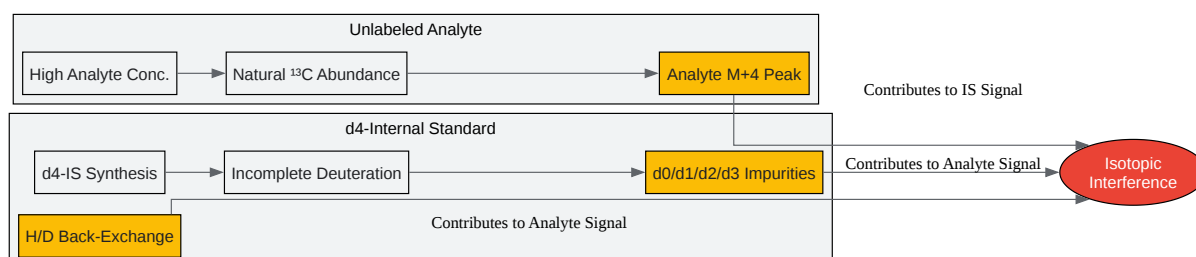 Unlabeled Analyte
High Analyte Conc.
Natural ¹³C Abundance
Analyte M+4 Peak
Contributes to IS Signal
d4-Internal Standard
d4-IS Synthesis
Incomplete Deuteration
d0/d1/d2/d3 Impurities
Contributes to Analyte Signal
Isotopic
Interference
H/D Back-Exchange
Contributes to Analyte Signal